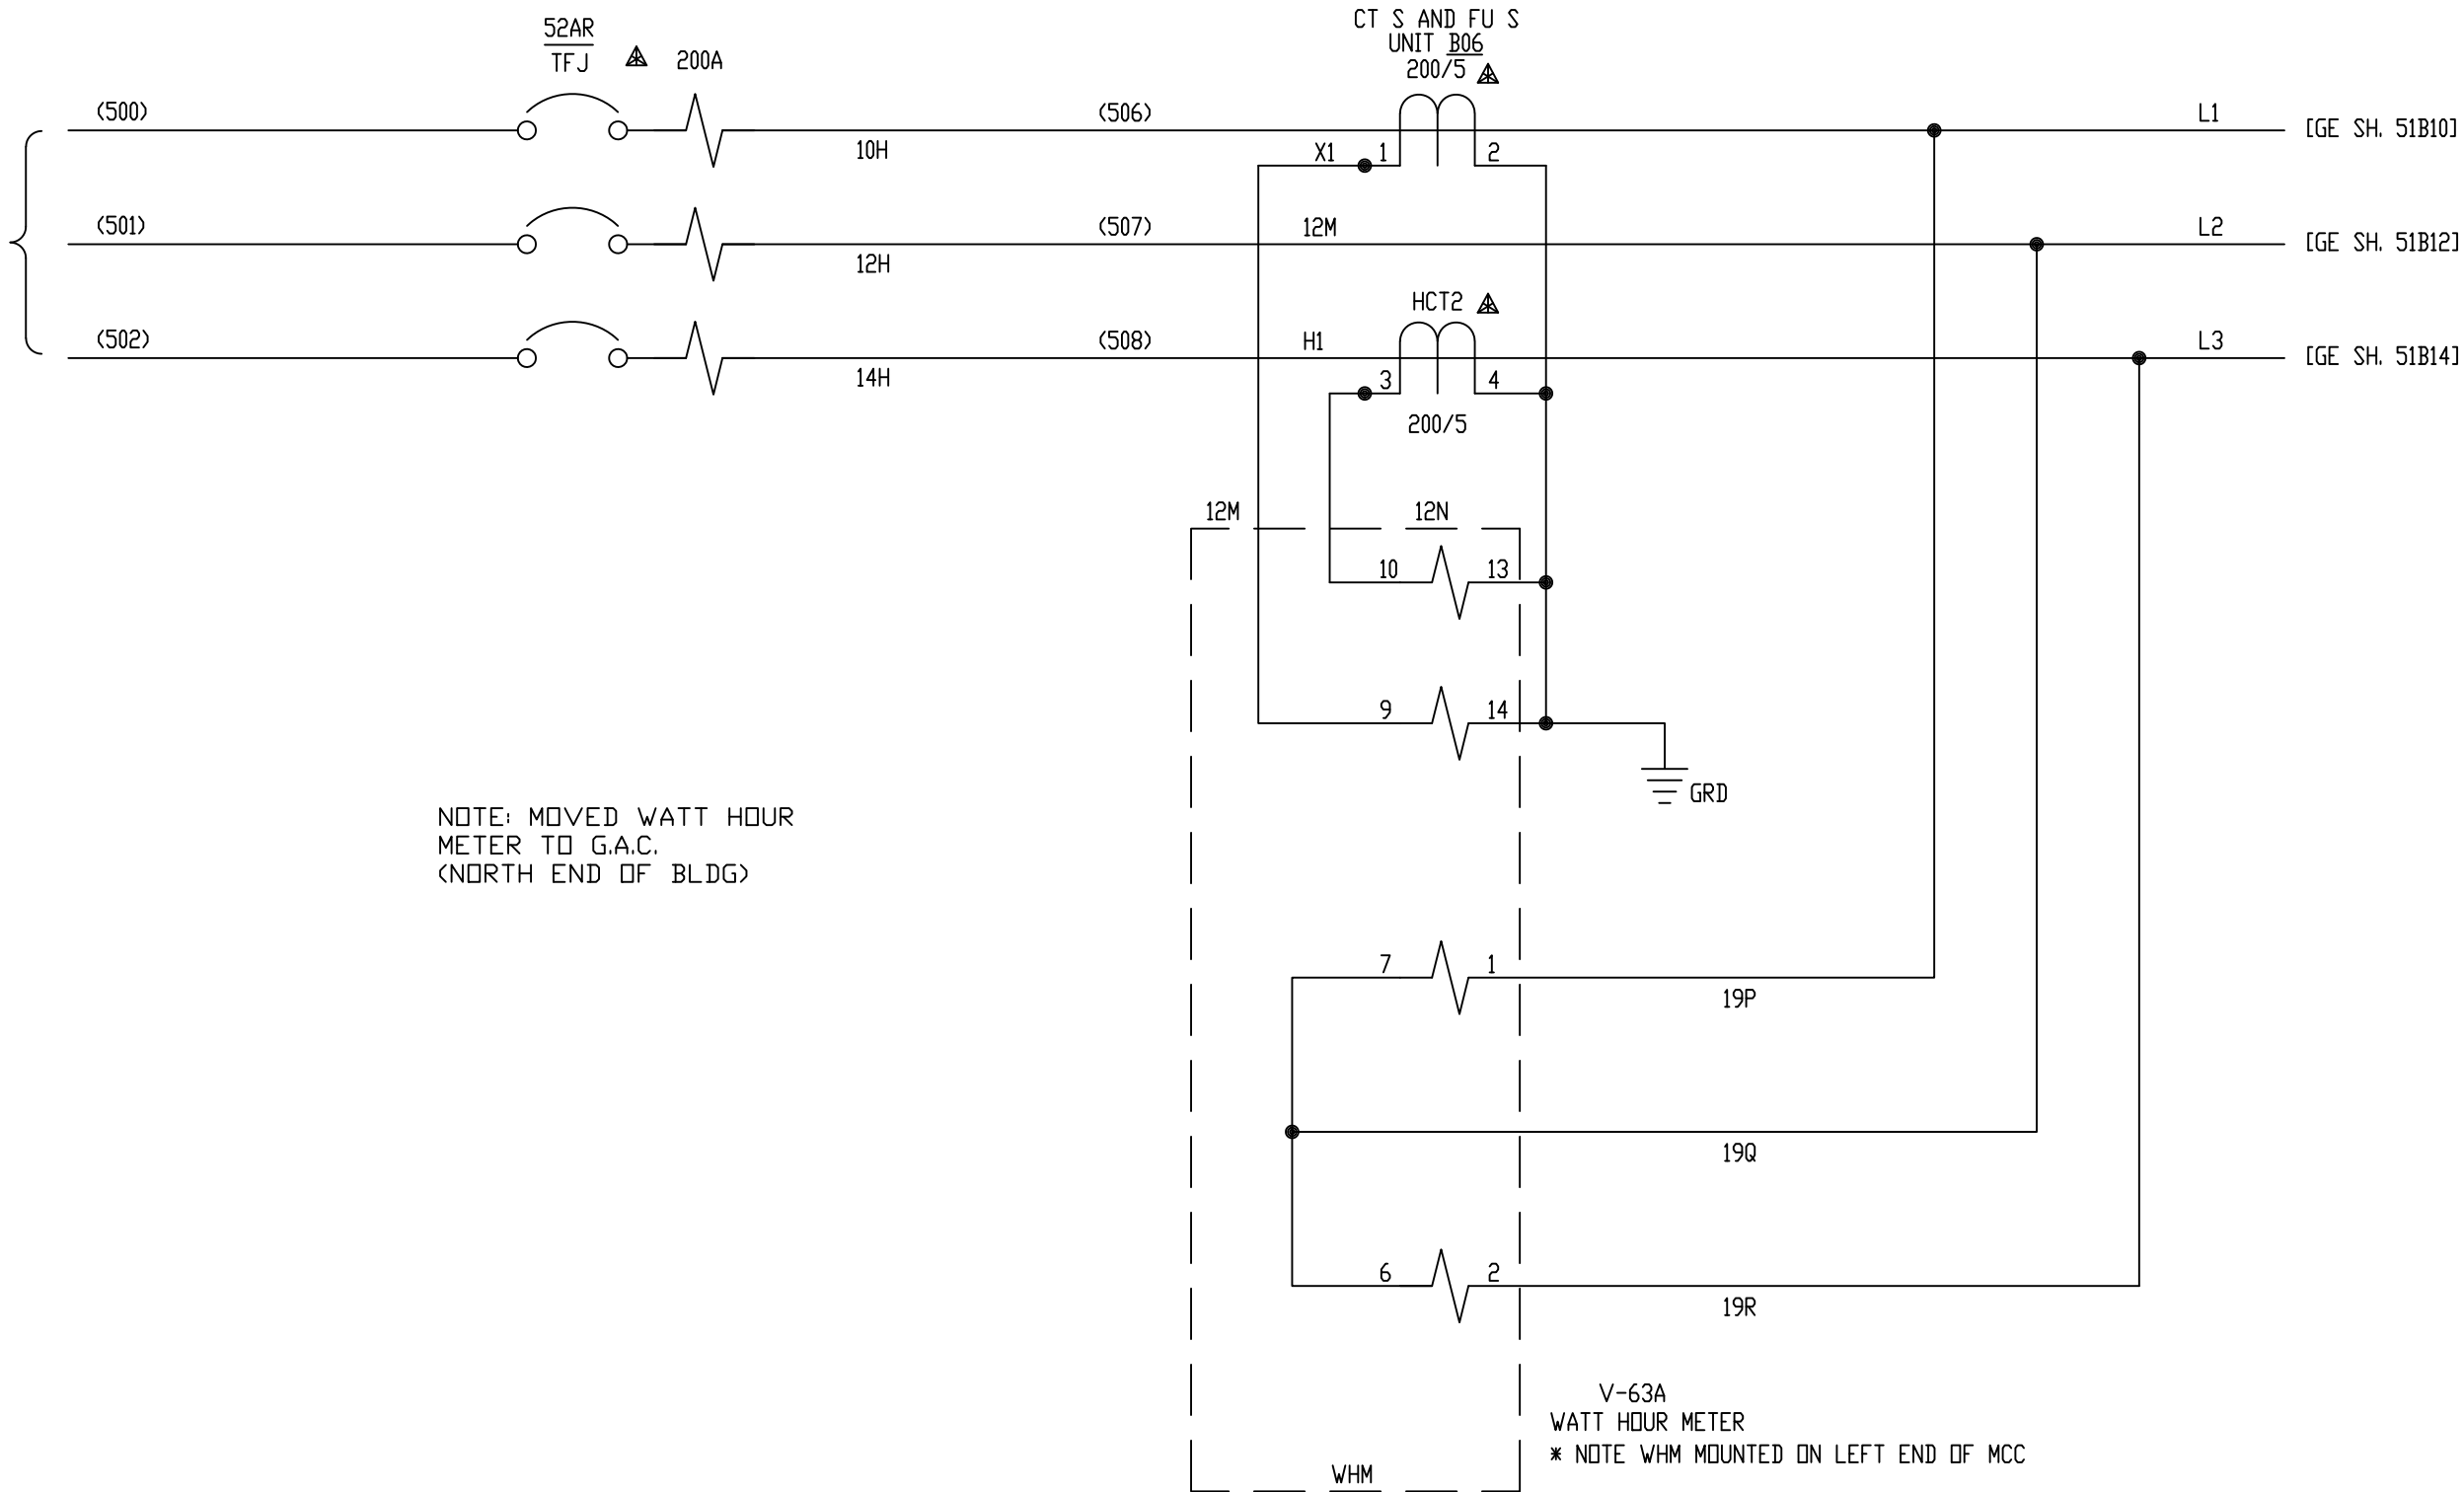 CT S AND FU S
UNIT B06
200/5
52AR
TFJ
200A
(500)
(506)
L1
[GE SH. 51B10]
10H
X1
1
2
(501)
(507)
12M
L2
[GE SH. 51B12]
12H
HCT2
(502)
(508)
H1
L3
[GE SH. 51B14]
14H
3
4
200/5
12M
12N
10
13
9
14
GRD
NOTE: MOVED WATT HOUR
METER TO G.A.C.
(NORTH END OF BLDG)
7
1
19P
19Q
6
2
19R
V-63A
WATT HOUR METER
* NOTE WHM MOUNTED ON LEFT END OF MCC
WHM